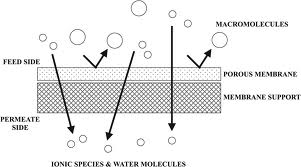 MACROMOLECULES
FEED SIDE
POROUS MEMBRANE
MEMBRANE SUPPORT
PERMEATE
SIDE
IONIC SPECIES & WATER MOLECULES